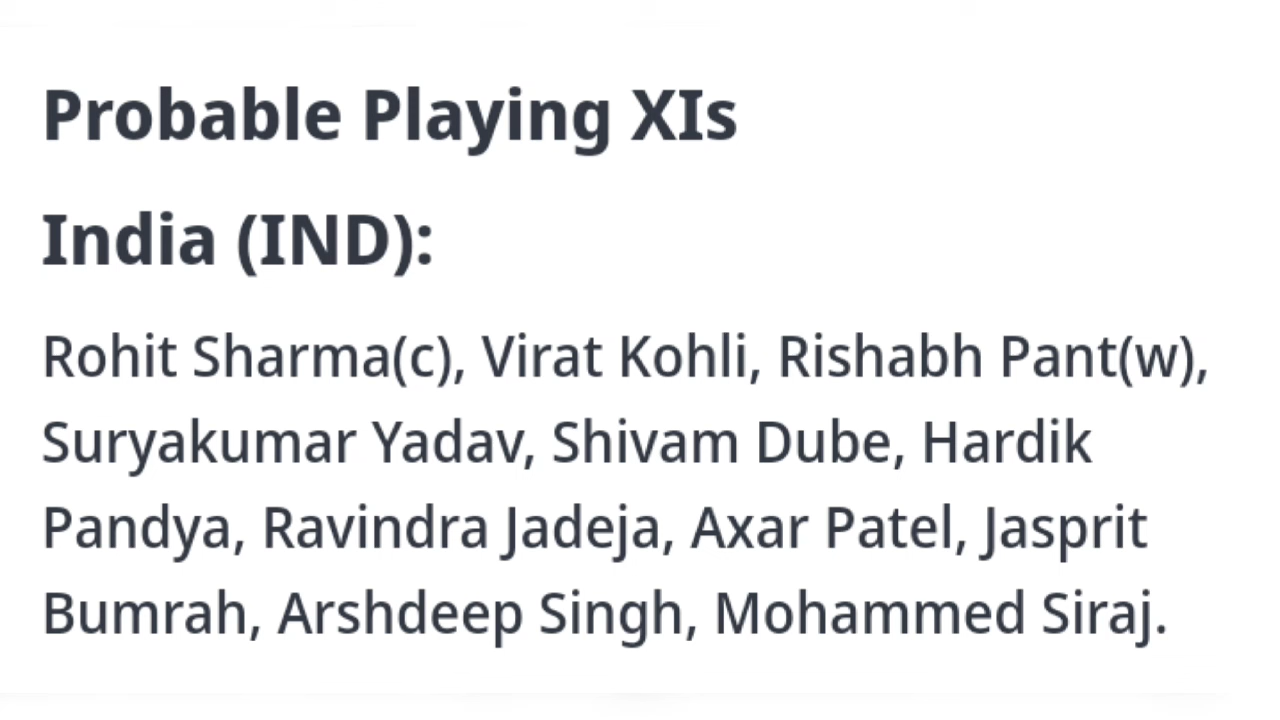 Probable Playing XIs
India (IND):
Rohit Sharma(c), Virat Kohli, Rishabh Pant(w),
Suryakumar Yadav, Shivam Dube, Hardik
Pandya, Ravindra Jadeja, Axar Patel, Jasprit
Bumrah, Arshdeep Singh, Mohammed Siraj.